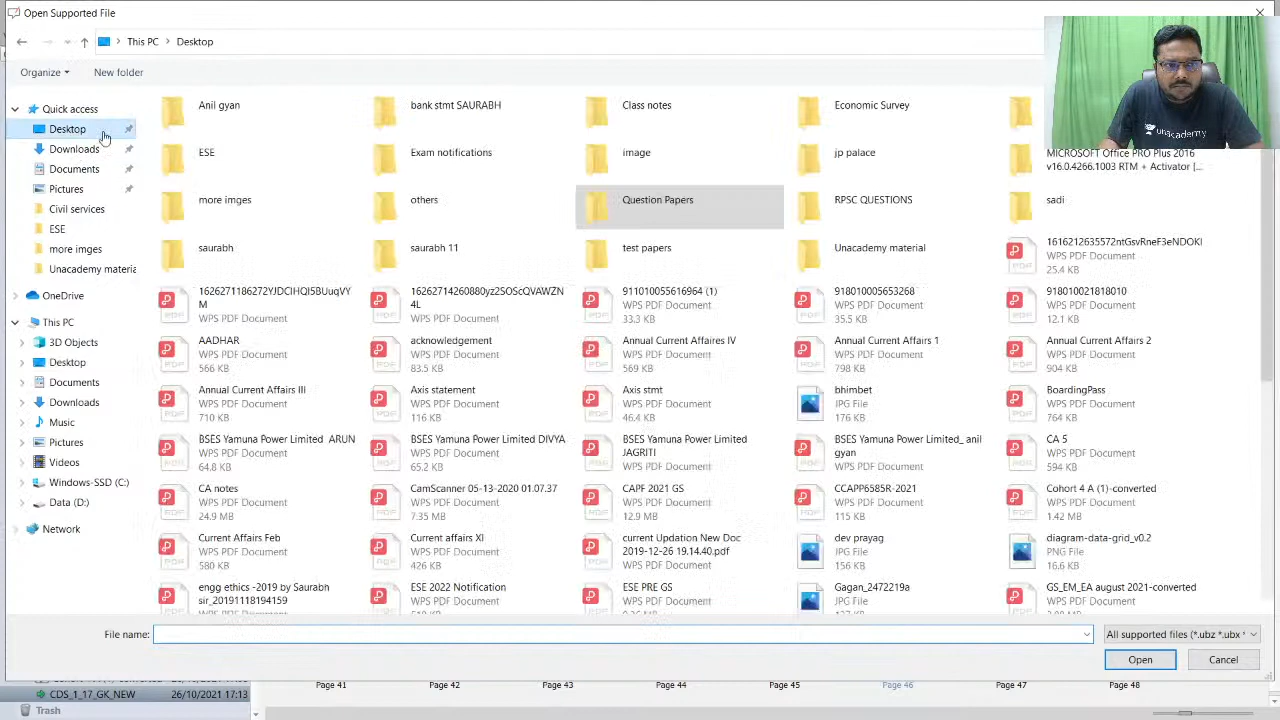 Open Supported File
This PC
Desktop
Organize
New folder
Quick access
Desktop
Downloads
Documents
Pictures
Civil services
ESE
more imges
Unacademy materia
OneDrive
This PC
3D Objects
Desktop
Documents
Downloads
Music
Pictures
Videos
Windows-SSD (C:)
Data (D:)
Network
Anil gyan
bank stmt SAURABH
Class notes
Economic Survey
ESE
Exam notifications
image
jp palace
MICROSOFT Office PRO Plus 2016
v16.0.4266.1003 RTM + Activator [...
more imges
others
Question Papers
RPSC QUESTIONS
sadi
saurabh
saurabh 11
test papers
Unacademy material
WPS PDF Document
25.4 KB
WPS PDF Document
WPS PDF Document
911010055616964 (1)
WPS PDF Document
33.3 KB
918010005653268
WPS PDF Document
35.5 KB
918010021818010
WPS PDF Document
12.1 KB
AADHAR
WPS PDF Document
566 KB
acknowledgement
WPS PDF Document
83.5 KB
Annual Current Affaires IV
WPS PDF Document
569 KB
Annual Current Affaires 1
WPS PDF Document
798 KB
Annual Current Affairs 2
WPS PDF Document
904 KB
Annual Current Affairs III
WPS PDF Document
710 KB
Axis statement
WPS PDF Document
116 KB
Axis stmt
WPS PDF Document
46.4 KB
bhimbet
JPG File
176 KB
BoardingPass
WPS PDF Document
764 KB
BSES Yamuna Power Limited ARUN
WPS PDF Document
64.8 KB
BSES Yamuna Power Limited DIVYA
WPS PDF Document
65.2 KB
BSES Yamuna Power Limited
JAGRITI
WPS PDF Document
BSES Yamuna Power Limited_ anil
gyan
WPS PDF Document
CA 5
WPS PDF Document
594 KB
CA notes
WPS PDF Document
24.9 MB
CamScanner 05-13-2020 01.07.37
WPS PDF Document
7.35 MB
CAPF 2021 GS
WPS PDF Document
12.9 MB
CCAPP6585R-2021
WPS PDF Document
115 KB
Cohort 4 A (1)-converted
WPS PDF Document
1.42 MB
Current Affairs Feb
WPS PDF Document
580 KB
Current affairs XI
WPS PDF Document
426 KB
current Updation New Doc
2019-12-26 19.14.40.pdf
WPS PDF Document
dev prayag
JPG File
156 KB
diagram-data-grid_v0.2
PNG File
16.6 KB
engg ethics -2019 by Saurabh
sir_20191118194159
ESE 2022 Notification
WPS PDF Document
ESE PRE GS
WPS PDF Document
Gagan_2472219a
JPG File
GS_EM_EA august 2021-converted
WPS PDF Document
File name:
All supported files (*.ubz *.ubx *
Open
Cancel
CDS_1_17_GK_NEW
26/10/2021 17:13
Trash
Page 41
Page 42
Page 43
Page 44
Page 45
Page 46
Page 47
Page 48
unacademy